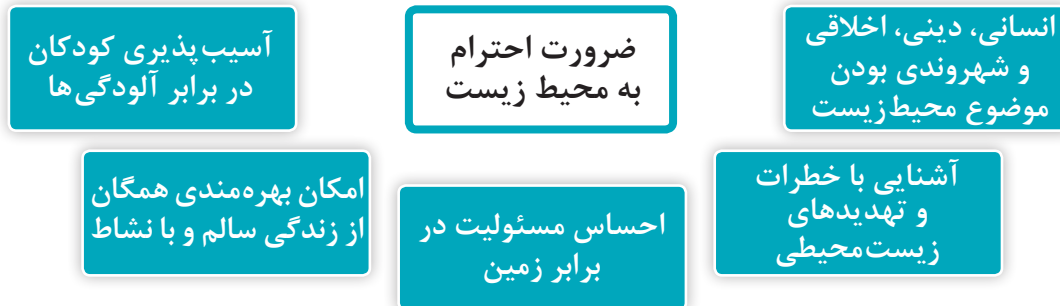 ضرورت احترام
به محیط زیست
انسانی، دینی، اخلاقی
و شهروندی بودن
موضوع محیط‌زیست
آشنایی با خطرات
و تهدیدهای
زیست‌محیطی
احساس مسئولیت در
برابر زمین
امکان بهره‌مندی همگان
از زندگی سالم و با نشاط
آسیب‌پذیری کودکان
در برابر آلودگی‌ها